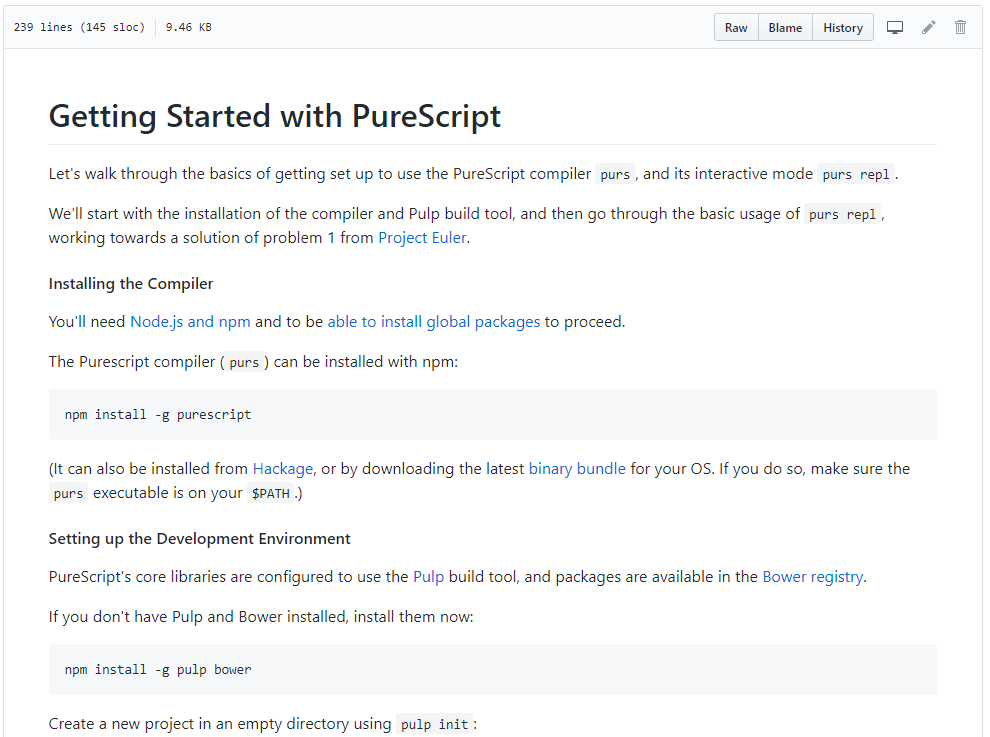 239 lines (145 sloc) 9.46 KB Raw Blame History
Getting Started with PureScript
Let's walk through the basics of getting set up to use the PureScript compiler purs, and its interactive mode purs repl.
We'll start with the installation of the compiler and Pulp build tool, and then go through the basic usage of purs repl,
working towards a solution of problem 1 from Project Euler.
Installing the Compiler
You'll need Node.js and npm and to be able to install global packages to proceed.
The Purescript compiler (purs) can be installed with npm:
npm install -g purescript
(It can also be installed from Hackage, or by downloading the latest binary bundle for your OS. If you do so, make sure the
purs executable is on your $PATH.)
Setting up the Development Environment
PureScript's core libraries are configured to use the Pulp build tool, and packages are available in the Bower registry.
If you don't have Pulp and Bower installed, install them now:
npm install -g pulp bower
Create a new project in an empty directory using pulp init: